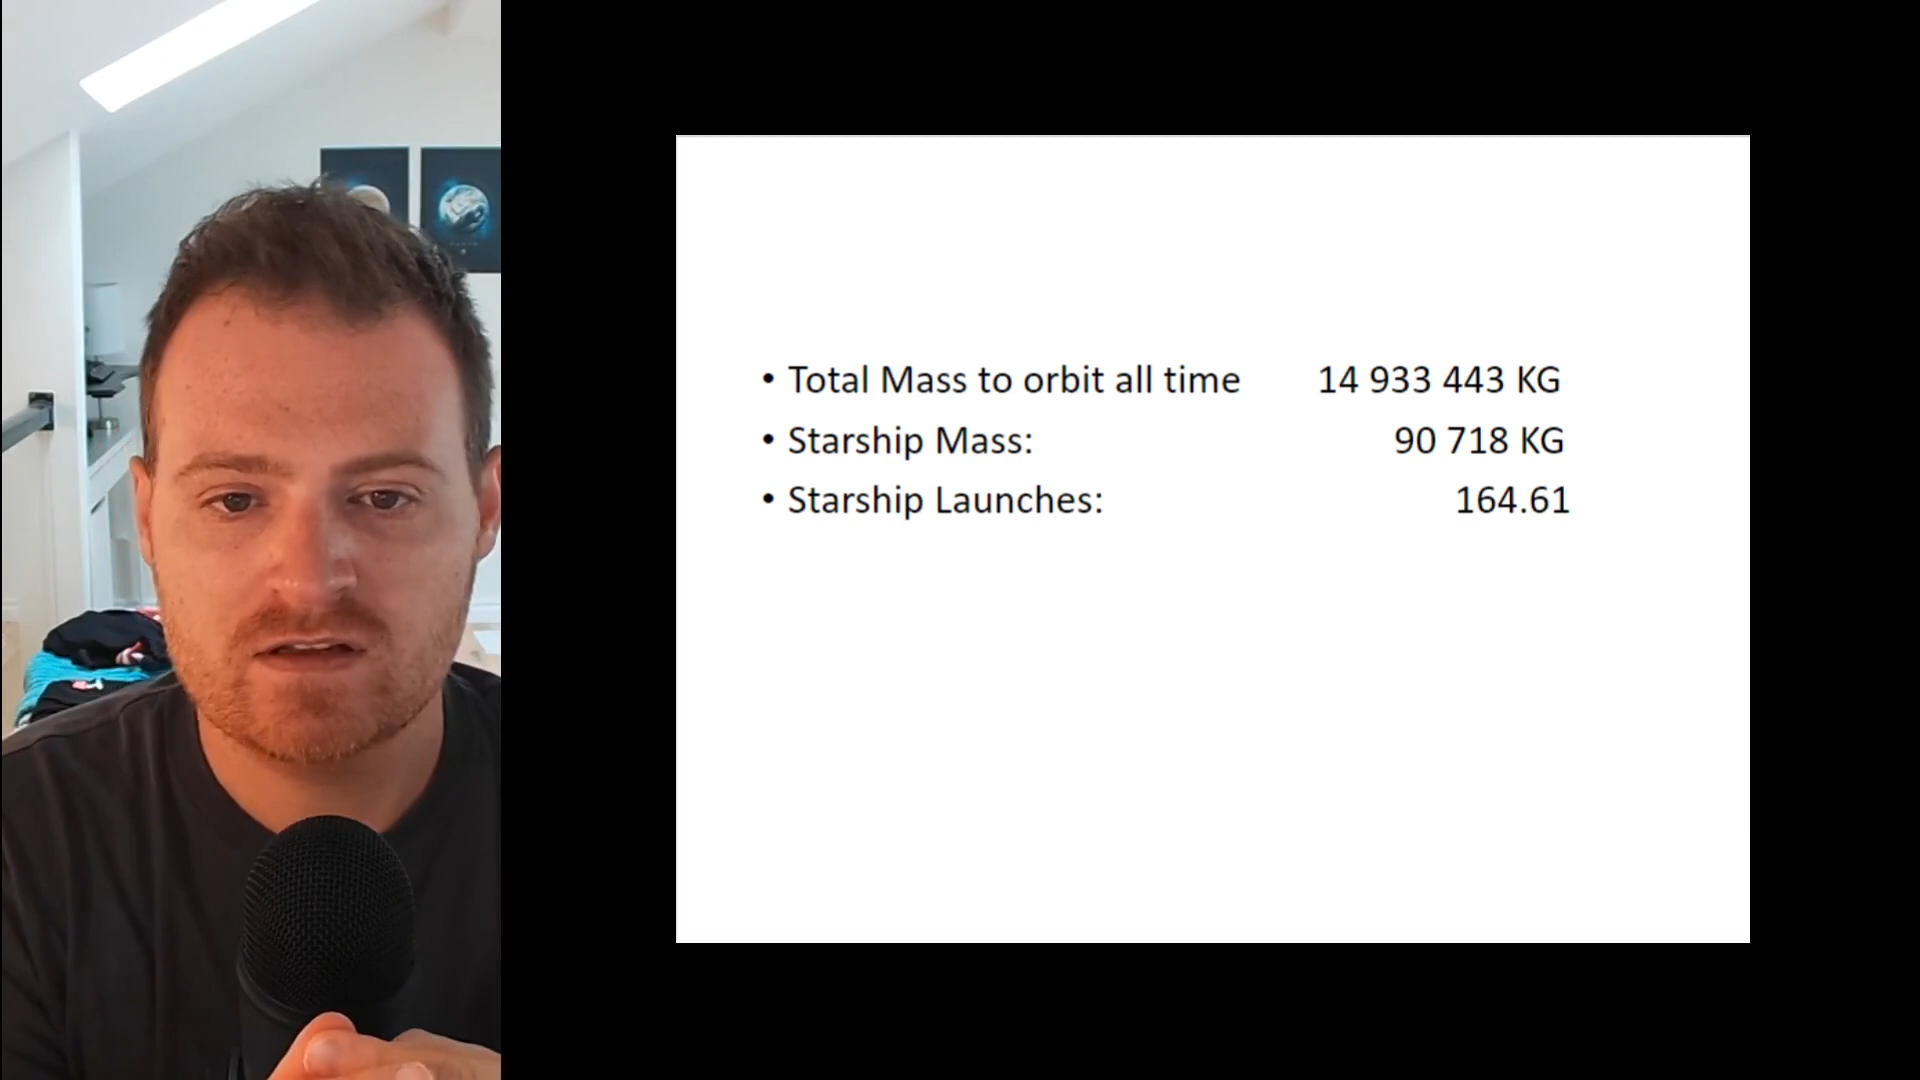 • Total Mass to orbit all time 14 933 443 KG
• Starship Mass: 90 718 KG
• Starship Launches: 164.61